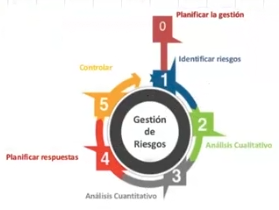 0
Planificar la gestión
Identificar riesgos
Controlar
1
5
2
Gestión
de
Riesgos
Análisis Cualitativo
Planificar respuestas
4
3
Análisis Cuantitativo